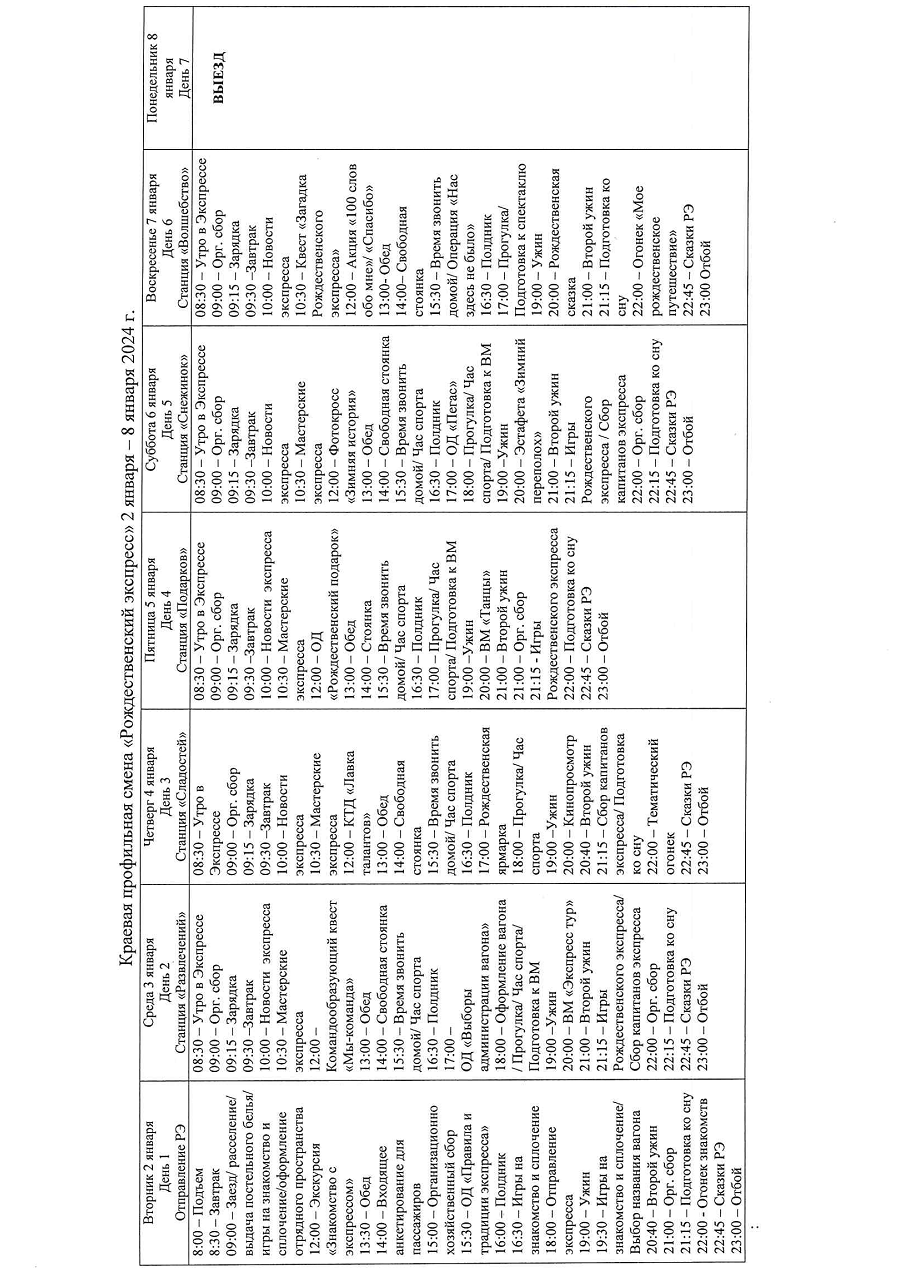 Краевая профильная смена «Рождественский экспресс» 2 января – 8 января 2024 г.
Вторник 2 января
День 1
Отправление РЭ
8:00 – Подъем
8:30 – Завтрак
09:00 – Заезд/ расселение/
выдача постельного белья/
игры на знакомство и
сплочение/оформление
отрядного пространства
12:00 – Экскурсия
«Знакомство с
экспрессом»
13:30 – Обед
14:00 – Входящее
анкетирование для
пассажиров
15:00 – Организационно
хозяйственный сбор
15:30 – ОД «Правила и
традиции экспресса»
16:00 – Полдник
16:30 – Игры на
знакомство и сплочение
18:00 – Отправление
экспресса
19:00 – Ужин
19:30 – Игры на
знакомство и сплочение/
Выбор названия вагона
20:40 – Второй ужин
21:00 – Орг. сбор
21:15 – Подготовка ко сну
22:00 - Огонек знакомств
22:45 – Сказки РЭ
23:00 – Отбой
Среда 3 января
День 2
Станция «Развлечений»
08:30 – Утро в Экспрессе
09:00 – Орг. сбор
09:15 – Зарядка
09:30 –Завтрак
10:00 – Новости экспресса
10:30 – Мастерские
экспресса
12:00 –
Командообразующий квест
«Мы-команда»
13:00 – Обед
14:00 – Свободная стоянка
15:30 – Время звонить
домой/ Час спорта
16:30 – Полдник
17:00 –
ОД «Выборы
администрации вагона»
18:00 – Оформление вагона
/ Прогулка/ Час спорта/
Подготовка к ВМ
19:00 –Ужин
20:00 – ВМ «Экспресс тур»
21:00 – Второй ужин
21:15 – Игры
Рождественского экспресса/
Сбор капитанов экспресса
22:00 – Орг. сбор
22:15 – Подготовка ко сну
22:45 – Сказки РЭ
23:00 – Отбой
Четверг 4 января
День 3
Станция «Сладостей»
08:30 – Утро в
Экспрессе
09:00 – Орг. сбор
09:15 – Зарядка
09:30 –Завтрак
10:00 – Новости
экспресса
10:30 – Мастерские
экспресса
12:00 – КТД «Лавка
талантов»
13:00 – Обед
14:00 – Свободная
стоянка
15:30 – Время звонить
домой/ Час спорта
16:30 – Полдник
17:00 – Рождественская
ярмарка
18:00 – Прогулка/ Час
спорта
19:00 –Ужин
20:00 – Кинопросмотр
20:40 – Второй ужин
21:15 – Сбор капитанов
экспресса/ Подготовка
ко сну
22:00 – Тематический
огонек
22:45 – Сказки РЭ
23:00 – Отбой
Пятница 5 января
День 4
Станция «Подарков»
08:30 – Утро в Экспрессе
09:00 – Орг. сбор
09:15 – Зарядка
09:30 –Завтрак
10:00 – Новости экспресса
10:30 – Мастерские
экспресса
12:00 – ОД
«Рождественский подарок»
13:00 – Обед
14:00 – Стоянка
15:30 – Время звонить
домой/ Час спорта
16:30 – Полдник
17:00 – Прогулка/ Час
спорта/ Подготовка к ВМ
19:00 –Ужин
20:00 – ВМ «Танцы»
21:00 – Второй ужин
21:00 – Орг. сбор
21:15 - Игры
Рождественского экспресса
22:00 – Подготовка ко сну
22:45 – Сказки РЭ
23:00 – Отбой
Суббота 6 января
День 5
Станция «Снежинок»
08:30 – Утро в Экспрессе
09:00 – Орг. сбор
09:15 – Зарядка
09:30 –Завтрак
10:00 – Новости
экспресса
10:30 – Мастерские
экспресса
12:00 – Фотокросс
«Зимняя история»
13:00 – Обед
14:00 – Свободная стоянка
15:30 – Время звонить
домой/ Час спорта
16:30 – Полдник
17:00 – ОД «Пегас»
18:00 – Прогулка/ Час
спорта/ Подготовка к ВМ
19:00 –Ужин
20:00 – Эстафета «Зимний
переполох»
21:00 – Второй ужин
21:15 – Игры
Рождественского
экспресса / Сбор
капитанов экспресса
22:00 – Орг. сбор
22:15 – Подготовка ко сну
22:45 – Сказки РЭ
23:00 – Отбой
Воскресенье 7 января
День 6
Станция «Волшебство»
08:30 – Утро в Экспрессе
09:00 – Орг. сбор
09:15 – Зарядка
09:30 –Завтрак
10:00 – Новости
экспресса
10:30 – Квест «Загадка
Рождественского
экспресса»
12:00 – Акция «100 слов
обо мне»/ «Спасибо»
13:00- Обед
14:00– Свободная
стоянка
15:30 – Время звонить
домой/ Операция «Нас
здесь не было»
16:30 – Полдник
17:00 – Прогулка/
Подготовка к спектаклю
19:00 – Ужин
20:00 – Рождественская
сказка
21:00 – Второй ужин
21:15 – Подготовка ко
сну
22:00 – Огонек «Мое
рождественское
путешествие»
22:45 – Сказки РЭ
23:00 Отбой
Понедельник 8
января
День 7
ВЫЕЗД